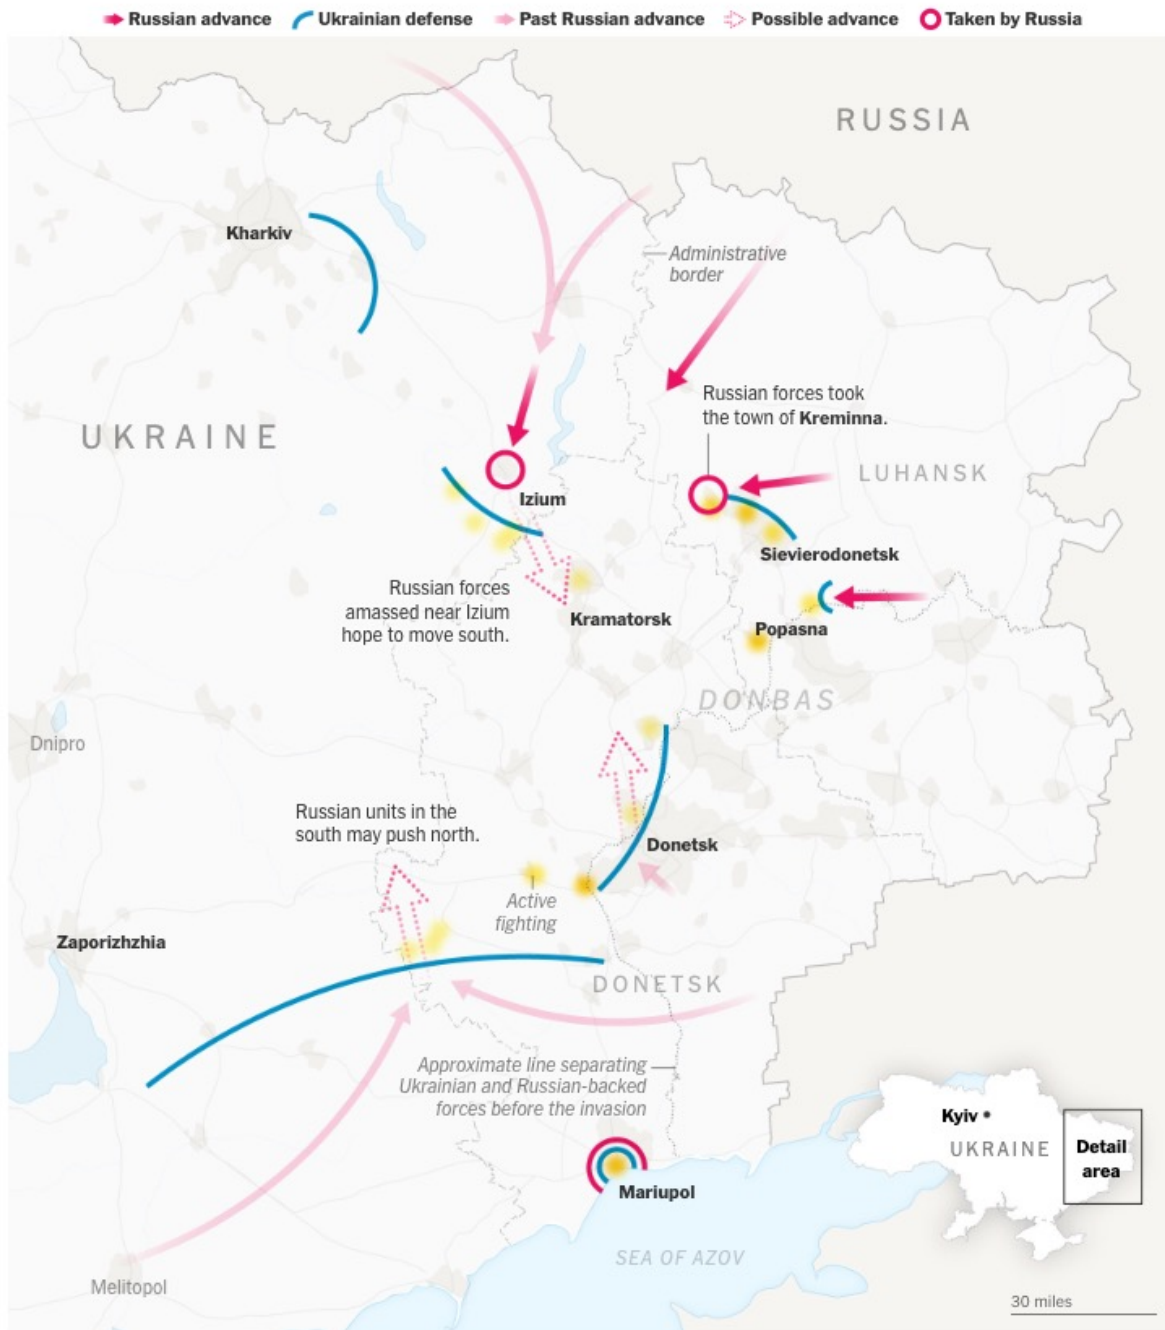 Russian advance
Ukrainian defense
Past Russian advance
Possible advance
Taken by Russia
RUSSIA
Kharkiv
Administrative
border
Russian forces took
the town of Kreminna.
UKRAINE
LUHANSK
Izium
Sievierodonetsk
Russian forces
amassed near Izium
hope to move south.
Kramatorsk
Popasna
DONBAS
Dnipro
Russian units in the
south may push north.
Donetsk
Active
fighting
Zaporizhzhia
DONETSK
Approximate line separating
Ukrainian and Russian-backed
forces before the invasion
Kyiv
UKRAINE
Detail
area
Mariupol
SEA OF AZOV
Melitopol
30 miles